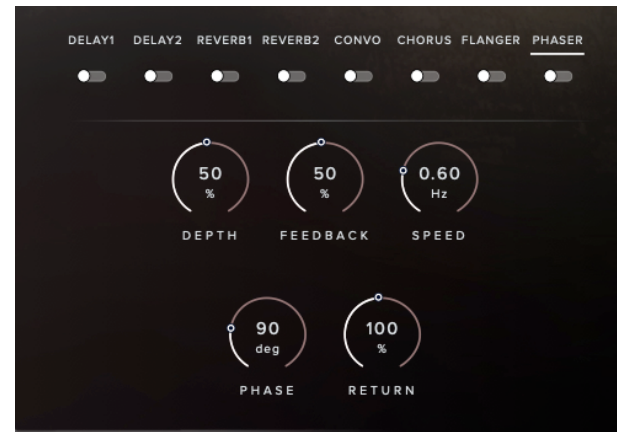 DELAY1 DELAY2 REVERB1 REVERB2 CONVO CHORUS FLANGER PHASER
50 50 0.60
% % Hz
DEPTH FEEDBACK SPEED
90 100
deg %
PHASE RETURN